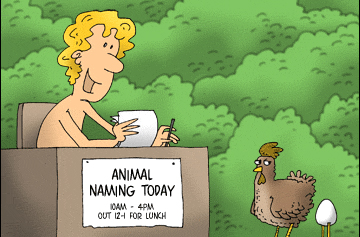 ANIMAL
NAMING TODAY
10AM - 4PM
OUT 12-1 FOR LUNCH